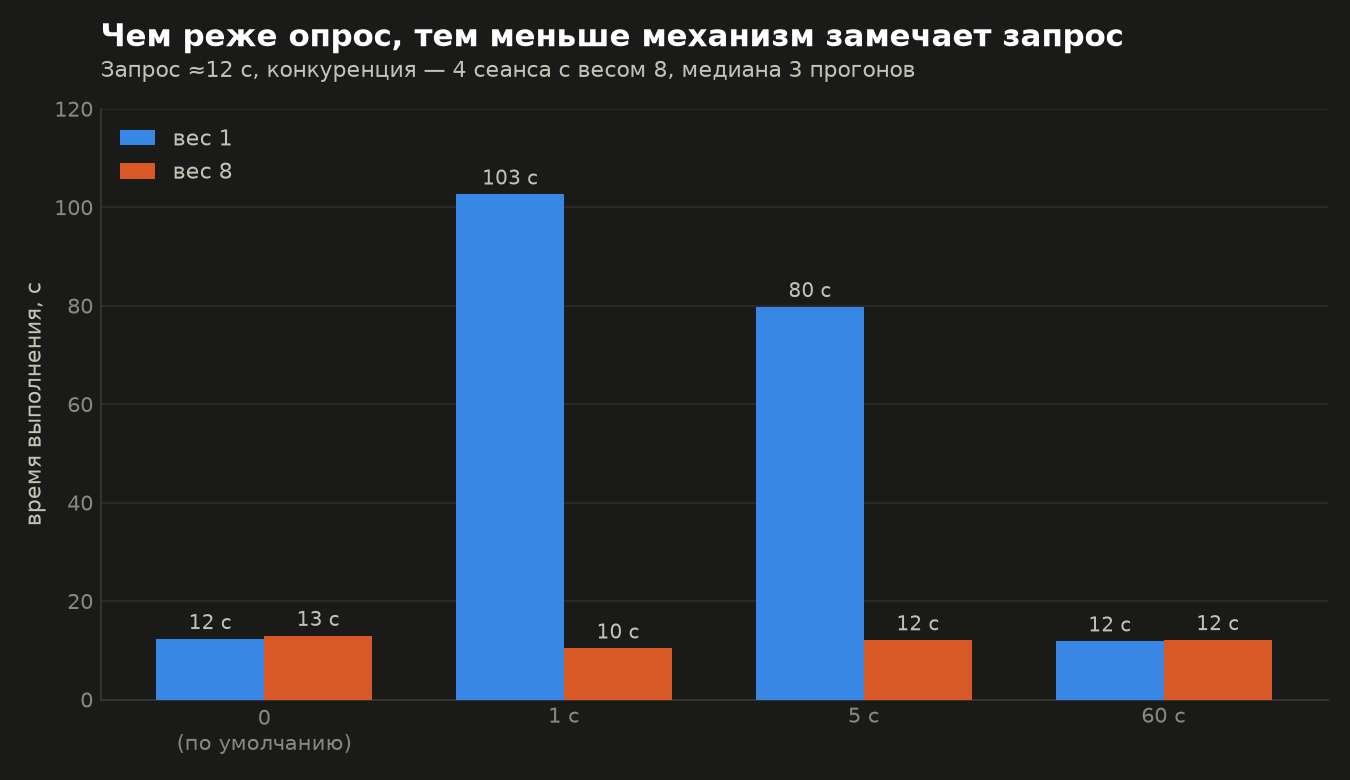 Чем реже опрос, тем меньше механизм замечает запрос
Запрос ≈12 с, конкуренция — 4 сеанса с весом 8, медиана 3 прогонов
время выполнения, с
120
100
80
60
40
20
0
вес 1
вес 8
12 с
13 с
103 с
10 с
80 с
12 с
12 с
12 с
0
(по умолчанию)
1 с
5 с
60 с